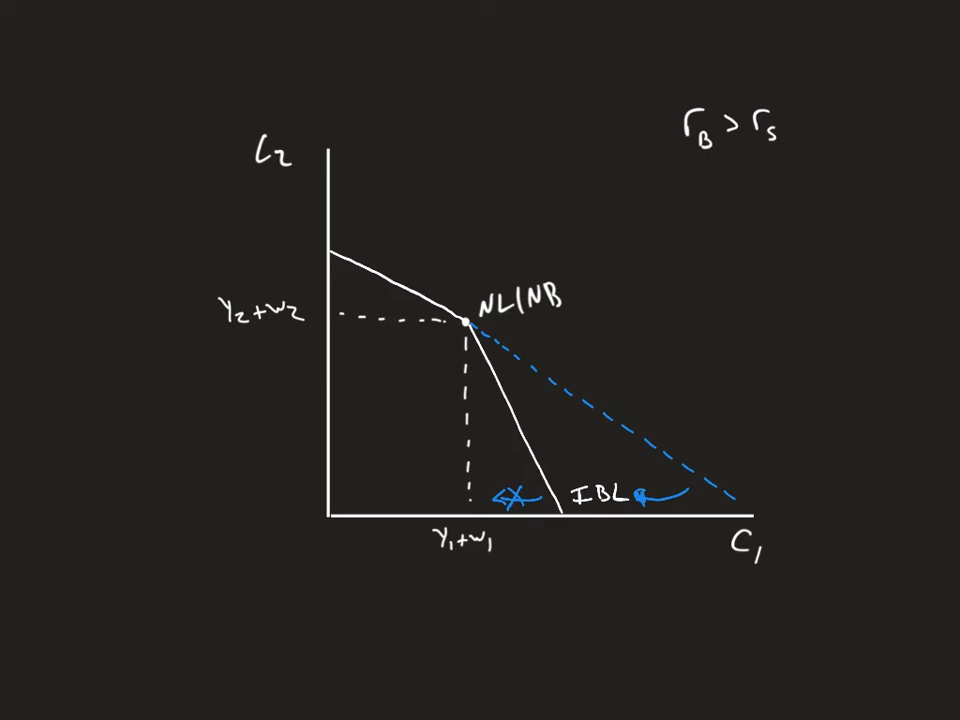 r_B > r_S
C_2
NL/NB
y_2+w_2
IBL
y_1+w_1
C_1